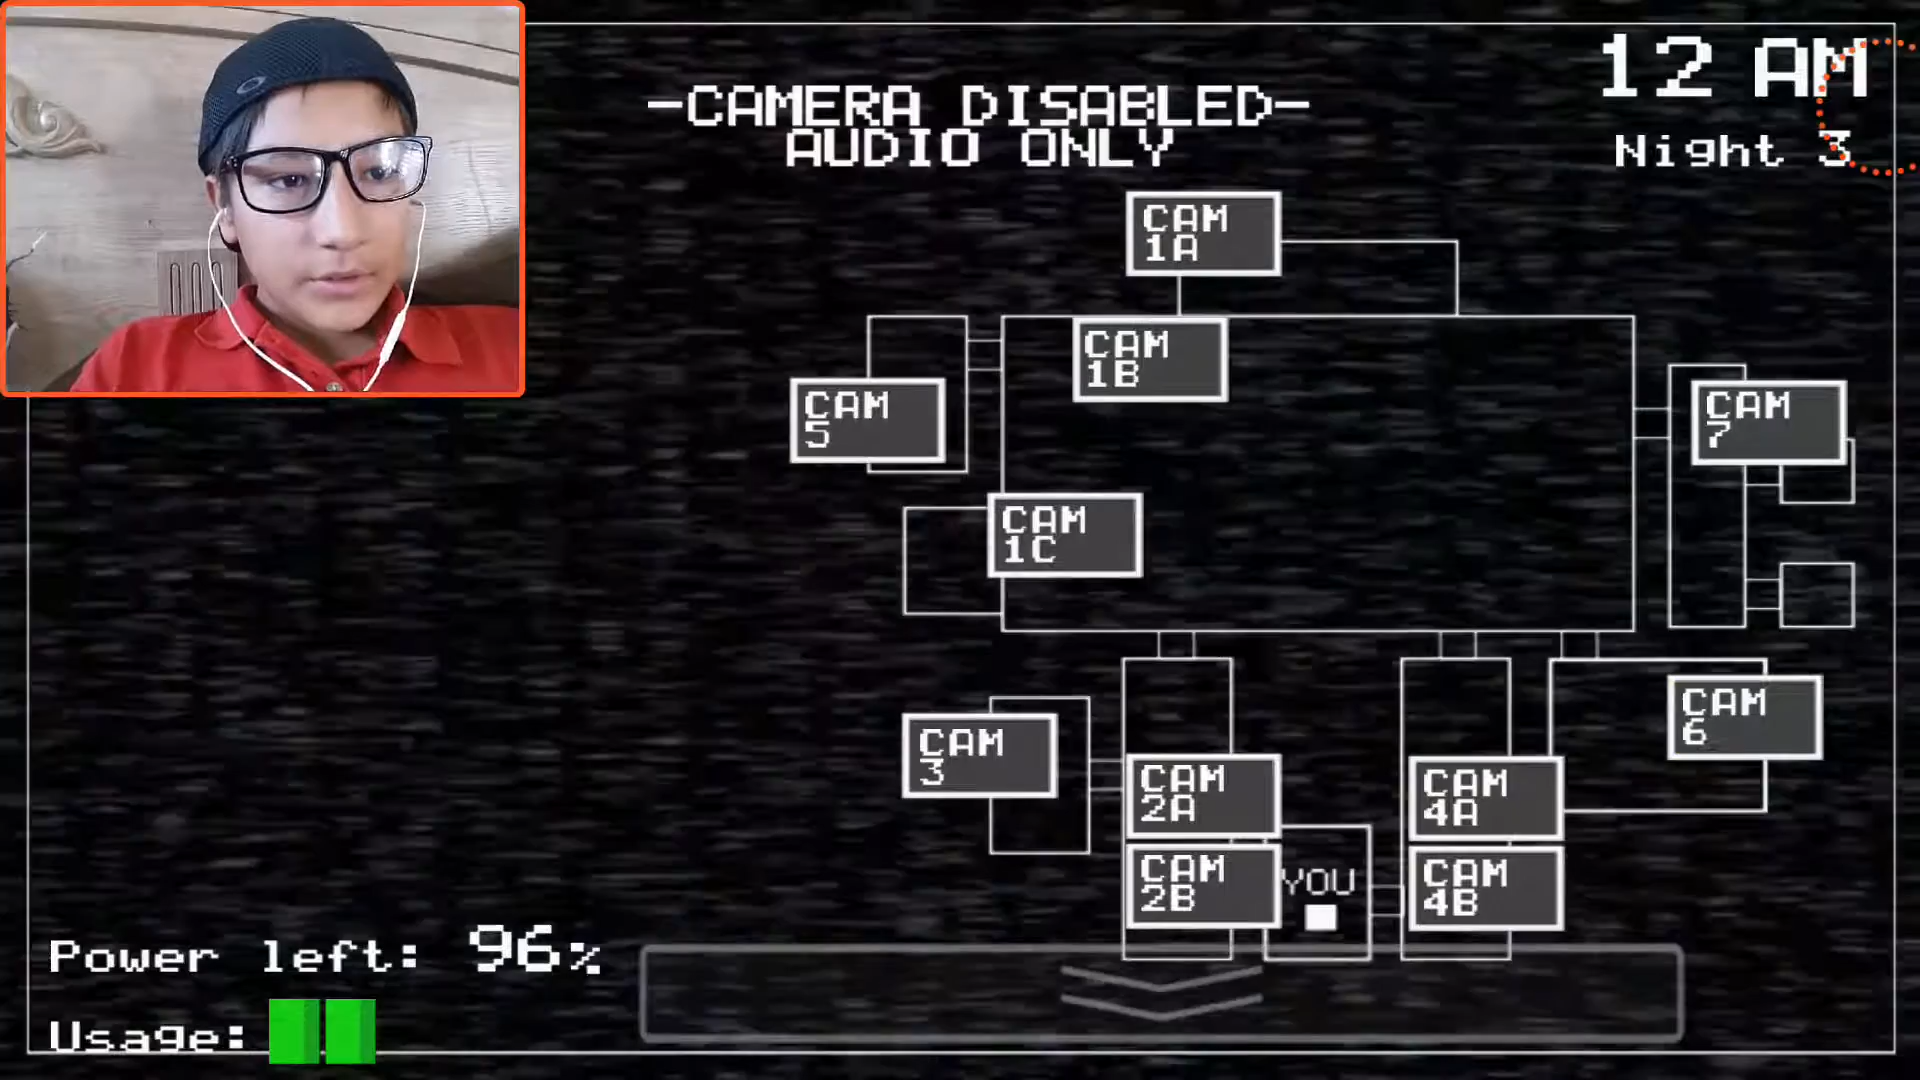 12 AM
Night 3
-CAMERA DISABLED-
AUDIO ONLY
CAM
1A
CAM
1B
CAM
5
CAM
7
CAM
1C
CAM
6
CAM
3
CAM
2A
CAM
4A
CAM
2B
YOU
CAM
4B
Power left: 96%
Usage: